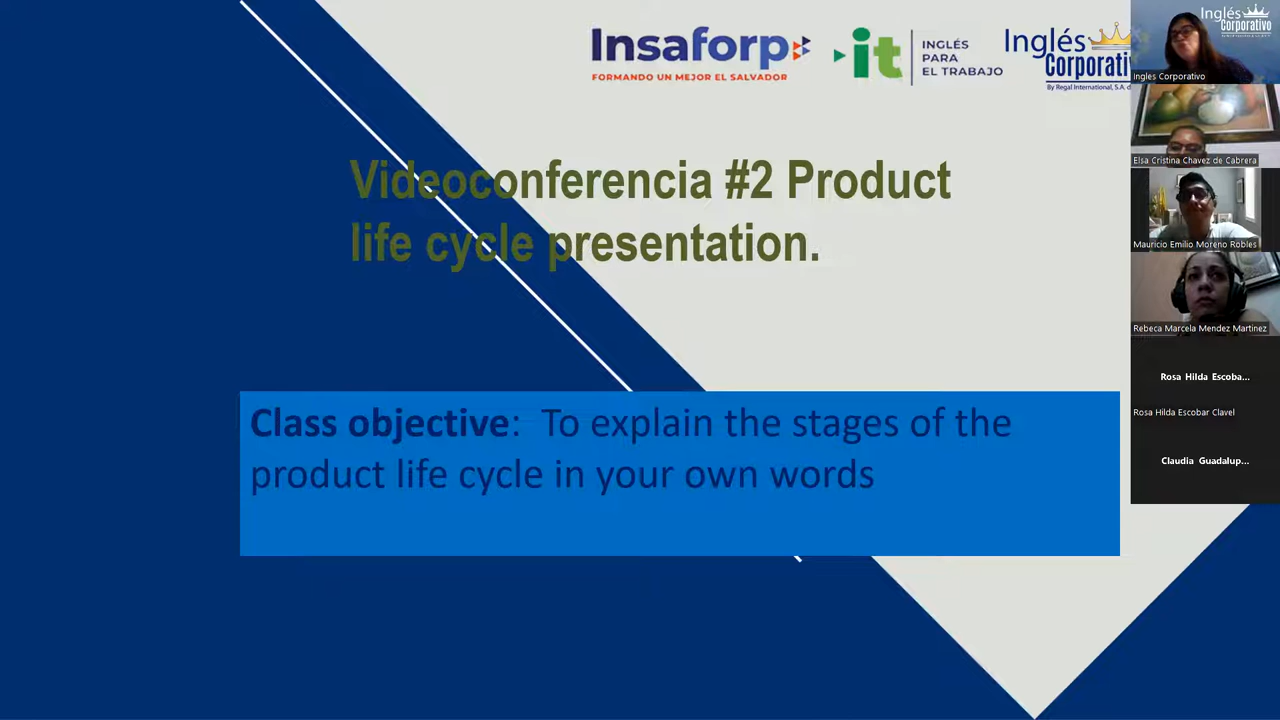 Insaforp
FORMANDO UN MEJOR EL SALVADOR
it
INGLÉS
PARA
EL TRABAJO
Inglés
Corporativ
By Regal International, S.A. d
Videoconferencia #2 Product
life cycle presentation.
Class objective: To explain the stages of the
product life cycle in your own words
Inglés
Corporativo
Ingles Corporativo
Elsa Cristina Chavez de Cabrera
Mauricio Emilio Moreno Robles
Rebeca Marcela Mendez Martinez
Rosa Hilda Escoba...
Rosa Hilda Escobar Clavel
Claudia Guadalup...